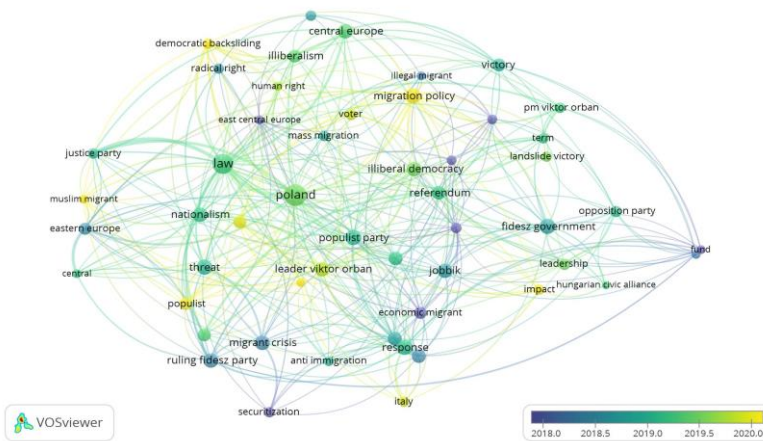 central europe
democratic backsliding
illiberalism
radical right
victory
illegal migrant
human right
migration policy
pm viktor orban
voter
east central europe
mass migration
term
justice party
landslide victory
law
illiberal democracy
poland
referendum
muslim migrant
opposition party
nationalism
fidesz government
eastern europe
populist party
fund
leadership
threat
leader viktor orban
jobbik
central
hungarian civic alliance
impact
populist
economic migrant
migrant crisis
response
ruling fidesz party
anti immigration
italy
securitization
VOSviewer
2018.0 2018.5 2019.0 2019.5 2020.0